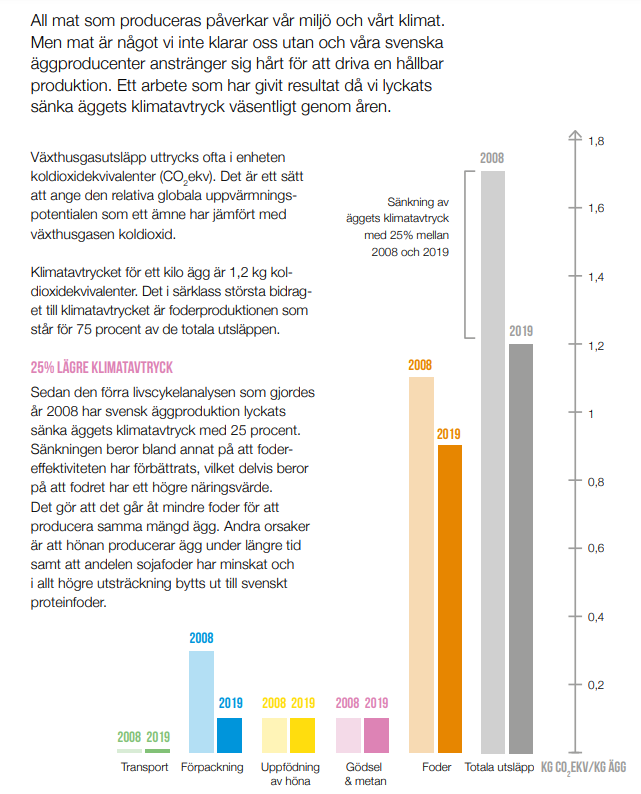 All mat som produceras påverkar vår miljö och vårt klimat.
Men mat är något vi inte klarar oss utan och våra svenska
äggproducenter anstränger sig hårt för att driva en hållbar
produktion. Ett arbete som har givit resultat då vi lyckats
sänka äggets klimatavtryck väsentligt genom åren.
Växthusgasutsläpp uttrycks ofta i enheten
koldioxidekvivalenter (CO₂ekv). Det är ett sätt
att ange den relativa globala uppvärmnings-
potentialen som ett ämne har jämfört med
växthusgasen koldioxid.
Klimatavtrycket för ett kilo ägg är 1,2 kg kol-
dioxidekvivalenter. Det i särklass största bidrag-
et till klimatavtrycket är foderproduktionen som
står för 75 procent av de totala utsläppen.
25% LÄGRE KLIMATAVTRYCK
Sedan den förra livscykelanalysen som gjordes
år 2008 har svensk äggproduktion lyckats
sänka äggets klimatavtryck med 25 procent.
Sänkningen beror bland annat på att foder-
effektiviteten har förbättrats, vilket delvis beror
på att fodret har ett högre näringsvärde.
Det gör att det går åt mindre foder för att
producera samma mängd ägg. Andra orsaker
är att hönan producerar ägg under längre tid
samt att andelen sojafoder har minskat och
i allt högre utsträckning bytts ut till svenskt
proteinfoder.
Sänkning av
äggets klimatavtryck
med 25% mellan
2008 och 2019
2008
2019
2008
2019
2008
2019
2008 2019
2008 2019
2008 2019
1,8
1,6
1,4
1,2
1
0,8
0,6
0,4
0,2
Transport
Förpackning
Uppfödning
av höna
Gödsel
& metan
Foder
Totala utsläpp
KG CO₂EKV/KG ÄGG